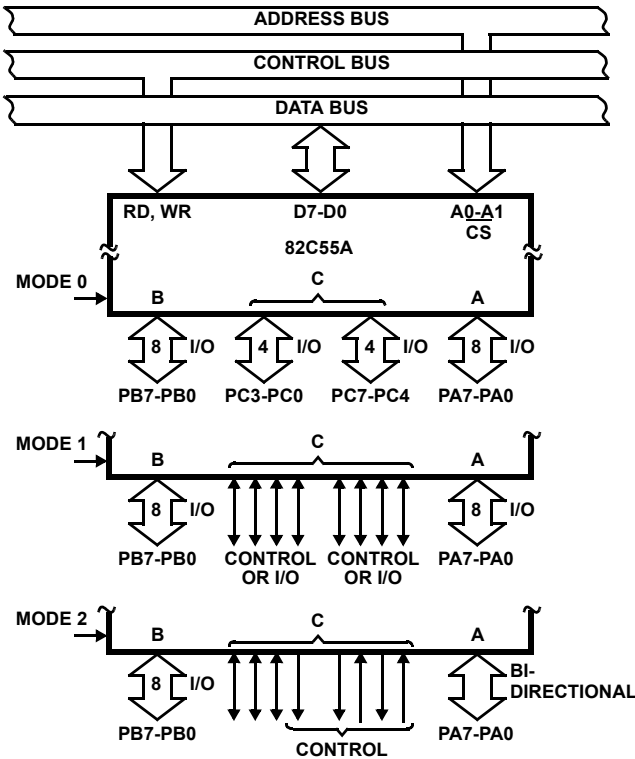 ADDRESS BUS
CONTROL BUS
DATA BUS
RD, WR D7-D0 A0-A1
CS
82C55A
MODE 0
B C A
8 I/O 4 I/O 4 I/O 8 I/O
PB7-PB0 PC3-PC0 PC7-PC4 PA7-PA0
MODE 1
B C A
8 I/O 8 I/O
PB7-PB0 CONTROL OR I/O CONTROL OR I/O PA7-PA0
MODE 2
B C A
8 I/O BI-
DIRECTIONAL
PB7-PB0 PA7-PA0
CONTROL